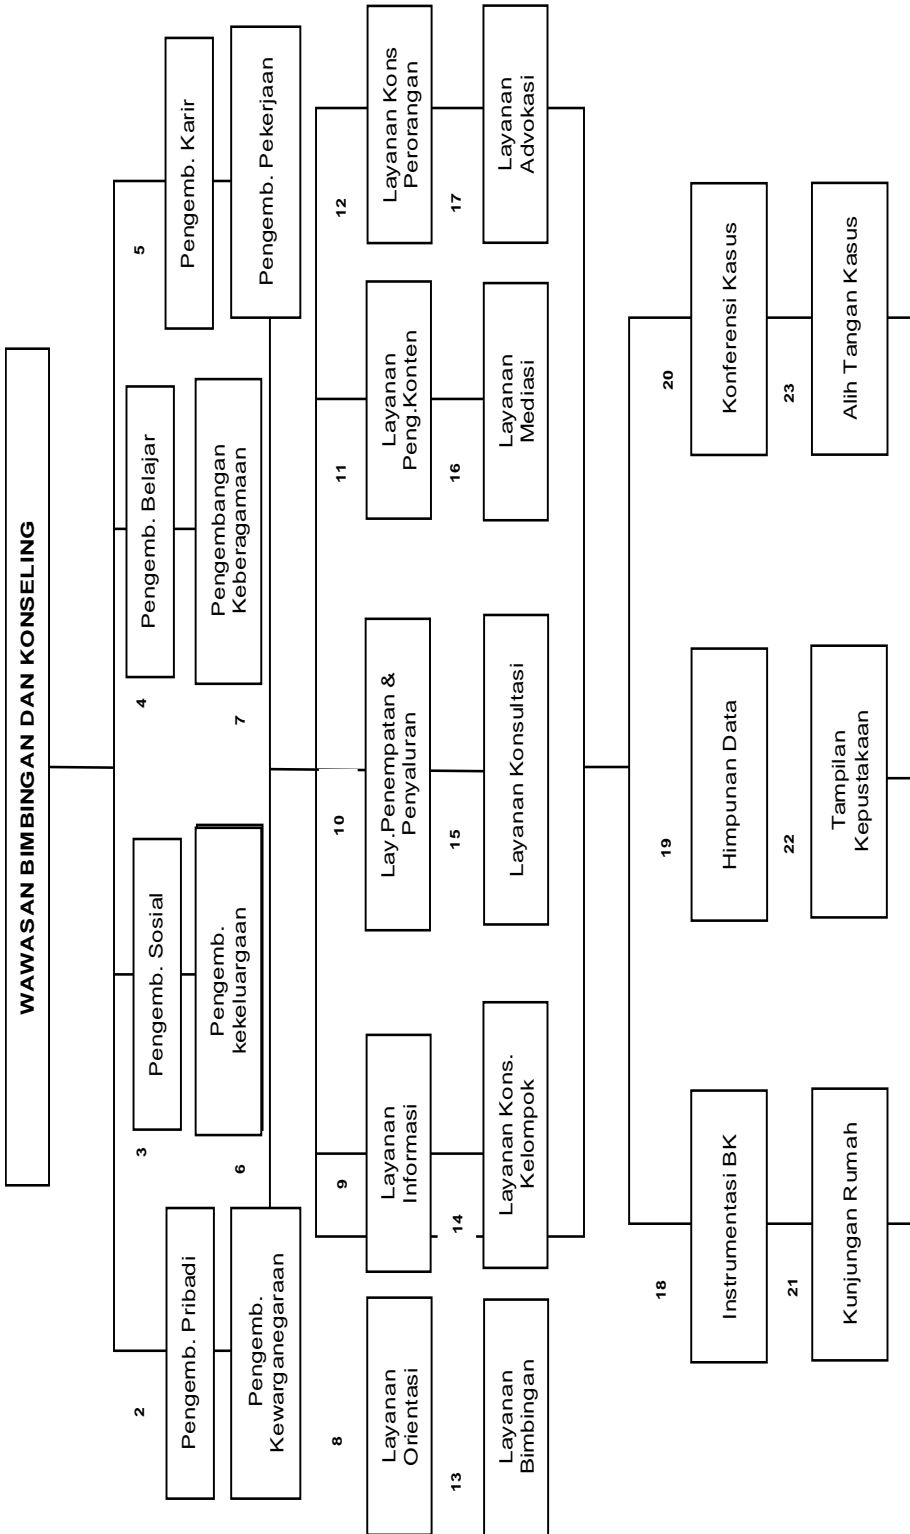 WAWASAN BIMBINGAN DAN KONSELING
2
Pengemb. Pribadi
3
Pengemb. Sosial
4
Pengemb. Belajar
5
Pengemb. Karir
Pengemb.
Kewarganegaraan
6
Pengemb.
kekeluargaan
7
Pengembangan
Keberagamaan
Pengemb. Pekerjaan
8
Layanan
Orientasi
9
Layanan
Informasi
10
Lay.Penempatan &
Penyaluran
11
Layanan
Peng.Konten
12
Layanan Kons
Perorangan
13
Layanan
Bimbingan
14
Layanan Kons.
Kelompok
15
Layanan Konsultasi
16
Layanan
Mediasi
17
Layanan
Advokasi
18
Instrumentasi BK
19
Himpunan Data
20
Konferensi Kasus
21
Kunjungan Rumah
22
Tampilan
Kepustakaan
23
Alih Tangan Kasus